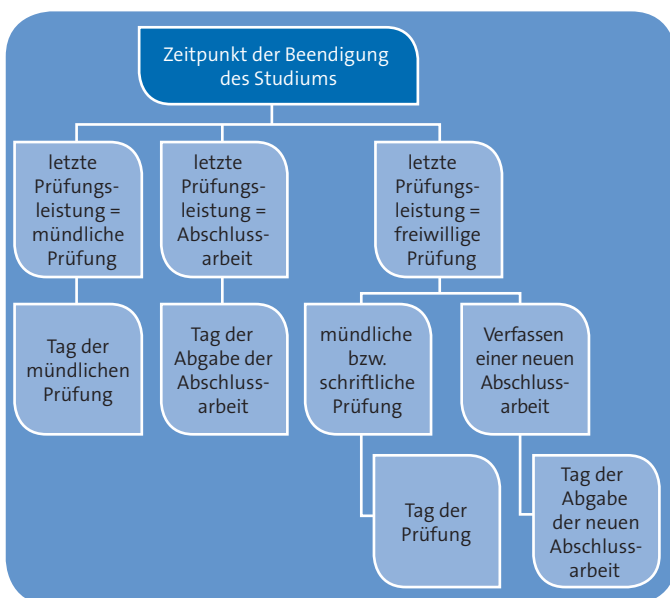 Zeitpunkt der Beendigung
des Studiums
letzte
Prüfungs-
leistung =
mündliche
Prüfung
letzte
Prüfungs-
leistung =
Abschluss-
arbeit
letzte
Prüfungs-
leistung =
freiwillige
Prüfung
Tag der
mündlichen
Prüfung
Tag der
Abgabe der
Abschluss-
arbeit
mündliche
bzw.
schriftliche
Prüfung
Verfassen
einer neuen
Abschluss-
arbeit
Tag der
Prüfung
Tag der
Abgabe
der neuen
Abschluss-
arbeit